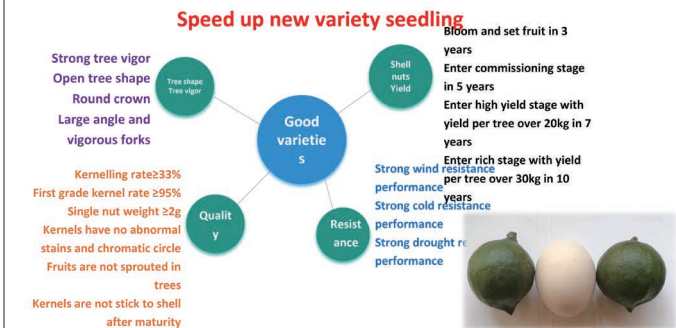 Speed up new variety seedling
Strong tree vigor
Open tree shape
Round crown
Large angle and
vigorous forks
Tree shape
Tree vigor
Shell
nuts
Yield
Bloom and set fruit in 3
years
Enter commissioning stage
in 5 years
Enter high yield stage with
yield per tree over 20kg in 7
years
Enter rich stage with yield
per tree over 30kg in 10
years
Good
varietie
s
Kernelling rate≥33%
First grade kernel rate ≥95%
Single nut weight ≥2g
Kernels have no abnormal
stains and chromatic circle
Fruits are not sprouted in
trees
Kernels are not stick to shell
after maturity
Qualit
y
Resist
ance
Strong wind resistance
performance
Strong cold resistance
performance
Strong drought re
performance